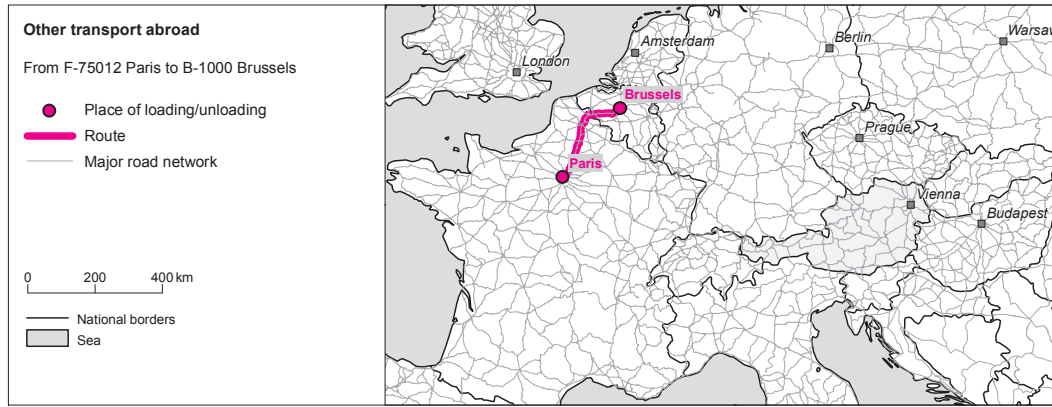 Other transport abroad
From F-75012 Paris to B-1000 Brussels
Place of loading/unloading
Route
Major road network
0 200 400 km
National borders
Sea
Amsterdam
Berlin
Warsaw
London
Brussels
Prague
Paris
Vienna
Budapest